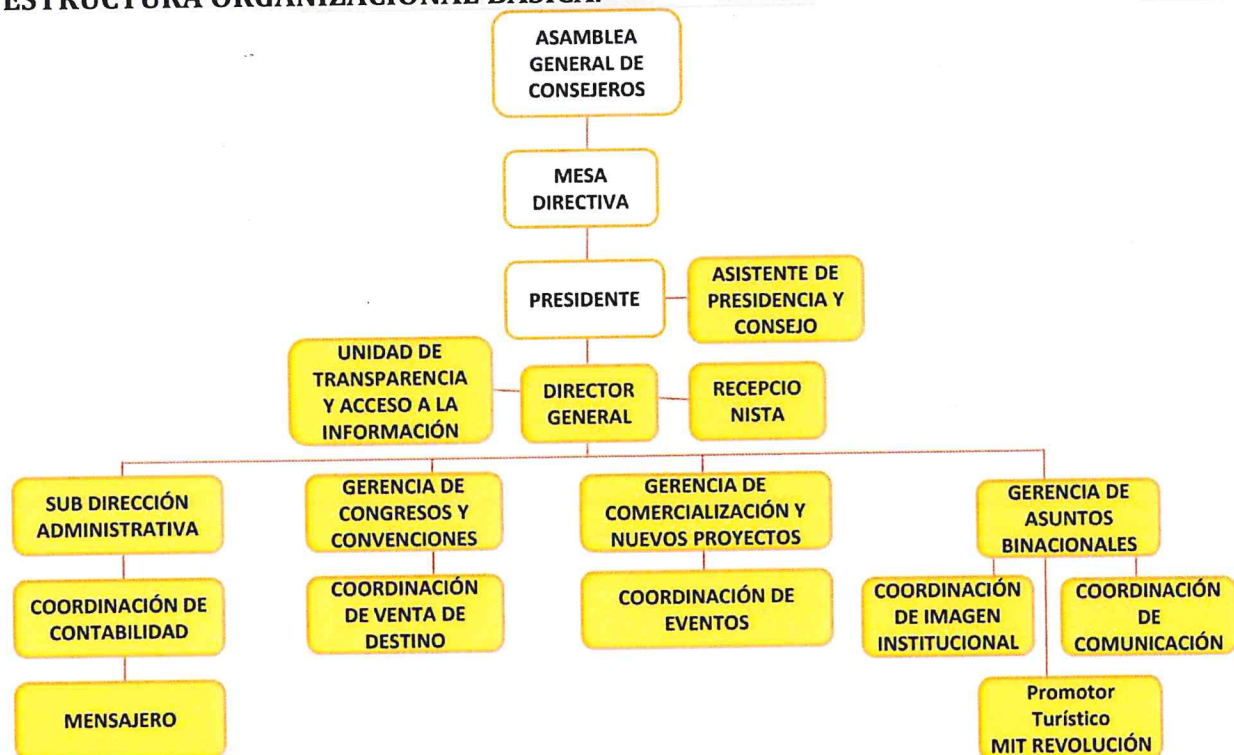 ESTRUCTURA ORGANIZACIONAL BÁSICA.
ASAMBLEA
GENERAL DE
CONSEJEROS
MESA
DIRECTIVA
PRESIDENTE
ASISTENTE DE
PRESIDENCIA Y
CONSEJO
UNIDAD DE
TRANSPARENCIA
Y ACCESO A LA
INFORMACIÓN
DIRECTOR
GENERAL
RECEPCIO
NISTA
SUB DIRECCIÓN
ADMINISTRATIVA
GERENCIA DE
CONGRESOS Y
CONVENCIONES
GERENCIA DE
COMERCIALIZACIÓN Y
NUEVOS PROYECTOS
GERENCIA DE
ASUNTOS
BINACIONALES
COORDINACIÓN DE
CONTABILIDAD
COORDINACIÓN
DE VENTA DE
DESTINO
COORDINACIÓN DE
EVENTOS
COORDINACIÓN
DE IMAGEN
INSTITUCIONAL
COORDINACIÓN
DE
COMUNICACIÓN
MENSAJERO
Promotor
Turístico
MIT REVOLUCIÓN